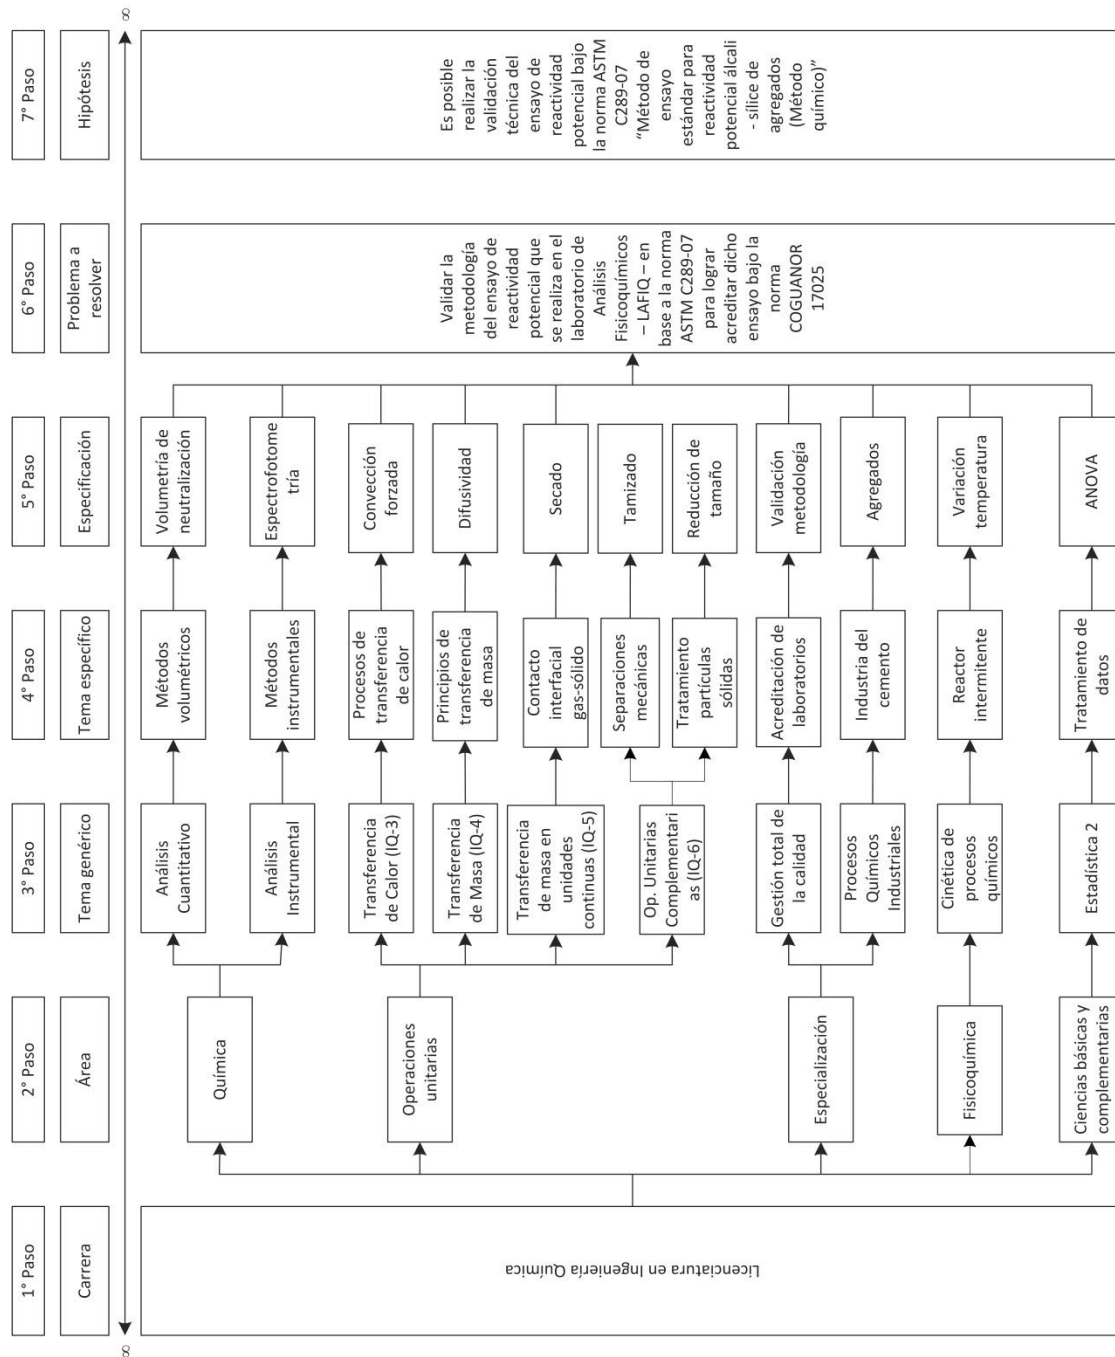 1° Paso
2° Paso
3° Paso
4° Paso
5° Paso
6° Paso
7° Paso
Carrera
Área
Tema genérico
Tema específico
Especificación
Problema a
resolver
Hipótesis
∞
∞
Licenciatura en Ingeniería Química
Química
Operaciones
unitarias
Especialización
Fisicoquímica
Ciencias básicas y
complementarias
Análisis
Cuantitativo
Análisis
Instrumental
Transferencia
de Calor (IQ-3)
Transferencia
de Masa (IQ-4)
Transferencia
de masa en
unidades
continuas (IQ-5)
Op. Unitarias
Complementari
as (IQ-6)
Gestión total de
la calidad
Procesos
Químicos
Industriales
Cinética de
procesos
químicos
Estadística 2
Métodos
volumétricos
Métodos
instrumentales
Procesos de
transferencia
de calor
Principios de
transferencia
de masa
Contacto
interfacial
gas-sólido
Separaciones
mecánicas
Tratamiento
partículas
sólidas
Acreditación de
laboratorios
Industria del
cemento
Reactor
intermitente
Tratamiento de
datos
Volumetría de
neutralización
Espectrofotome
tría
Convección
forzada
Difusividad
Secado
Tamizado
Reducción de
tamaño
Validación
metodología
Agregados
Variación
temperatura
ANOVA
Validar la
metodología
del ensayo de
reactividad
potencial que
se realiza en el
laboratorio de
Análisis
Fisicoquímicos
– LAFIQ – en
base a la norma
ASTM C289-07
para lograr
acreditar dicho
ensayo bajo la
norma
COGUANOR
17025
Es posible
realizar la
validación
técnica del
ensayo de
reactividad
potencial bajo
la norma ASTM
C289-07
“Método de
ensayo
estándar para
reactividad
potencial álcali
- sílice de
agregados
(Método
químico)”